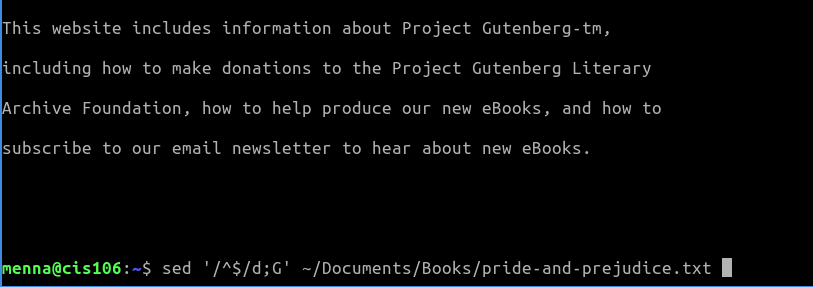 This website includes information about Project Gutenberg-tm,
including how to make donations to the Project Gutenberg Literary
Archive Foundation, how to help produce our new eBooks, and how to
subscribe to our email newsletter to hear about new eBooks.
menna@cis106:~$ sed '/^$/d;G' ~/Documents/Books/pride-and-prejudice.txt